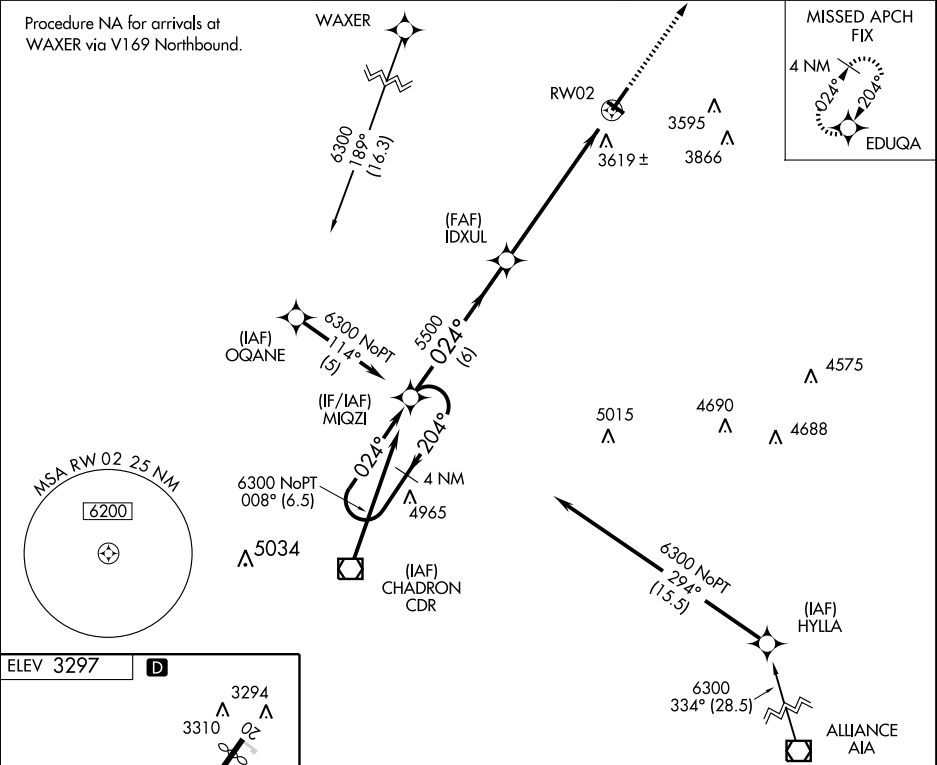 Procedure NA for arrivals at
WAXER via V169 Northbound.
WAXER
MISSED APCH
FIX
4 NM
024°
204°
EDUQA
6300
189°
(16.3)
RW02
3595
3619 ±
3866
(FAF)
IDXUL
(IAF)
OQANE
6300 NoPT
114°
(5)
5500
024°
(6)
(IF/IAF)
MIQZI
024°
204°
4 NM
6300 NoPT
008° (6.5)
4965
4575
5015
4690
4688
MSA RW 02 25 NM
6200
5034
(IAF)
CHADRON
CDR
6300 NoPT
294°
(15.5)
(IAF)
HYLLA
6300
334° (28.5)
ALLIANCE
AIA
ELEV 3297
D
3294
3310
20